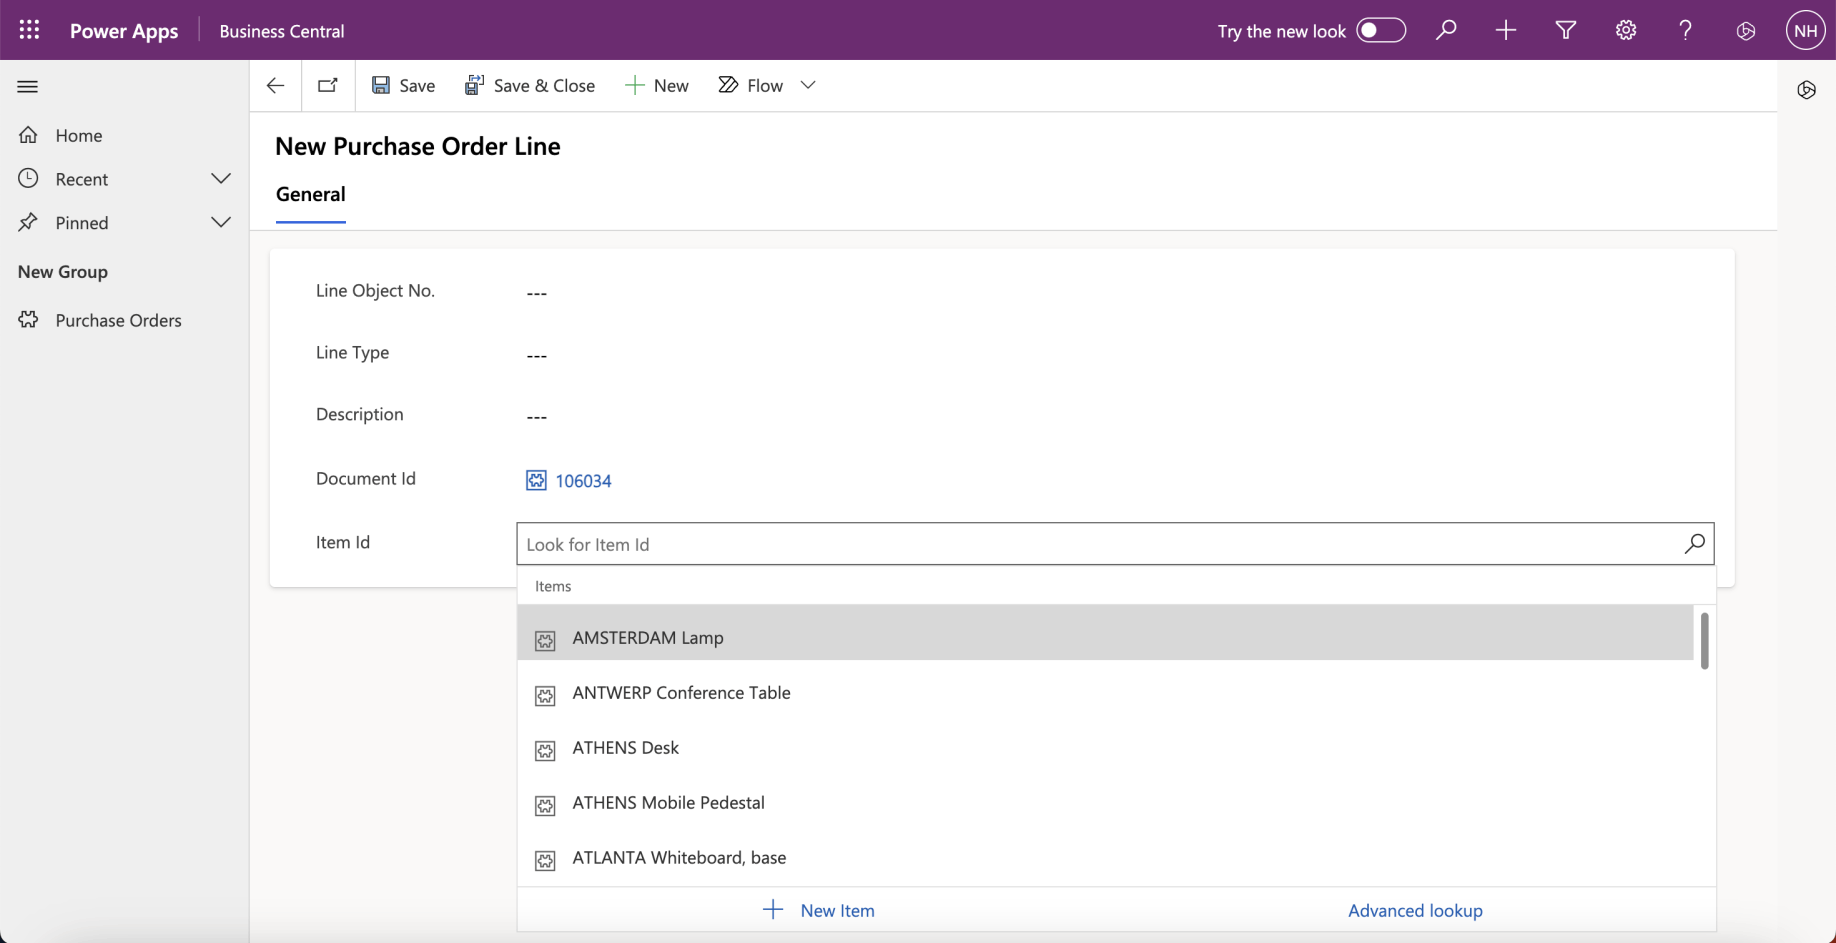 Power Apps
Business Central
Try the new look
NH
Save
Save & Close
New
Flow
Home
Recent
Pinned
New Group
Purchase Orders
New Purchase Order Line
General
Line Object No.
---
Line Type
---
Description
---
Document Id
106034
Item Id
Look for Item Id
Items
AMSTERDAM Lamp
ANTWERP Conference Table
ATHENS Desk
ATHENS Mobile Pedestal
ATLANTA Whiteboard, base
New Item
Advanced lookup